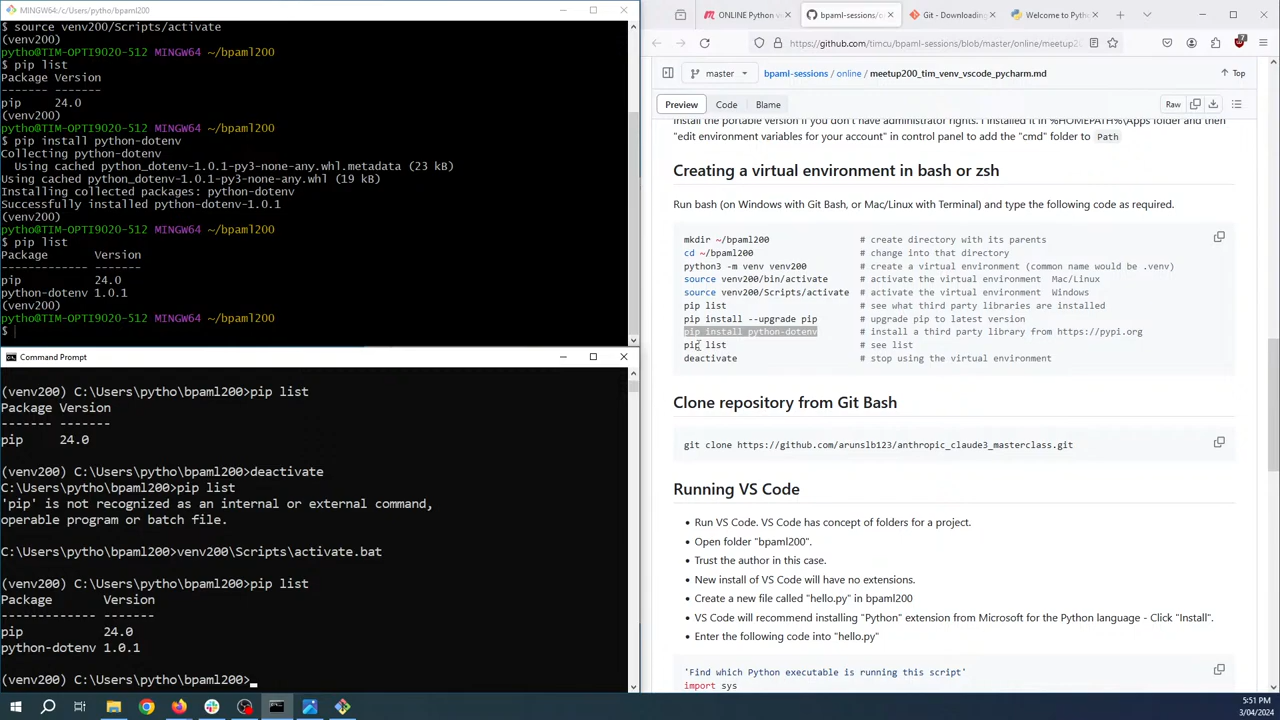 MINGW64:/c/Users/pytho/bpaml200
$ source venv200/Scripts/activate
(venv200)
pytho@TIM-OPTI9020-512 MINGW64 ~/bpaml200
$ pip list
Package Version
------- -------
pip     24.0
(venv200)
pytho@TIM-OPTI9020-512 MINGW64 ~/bpaml200
$ pip install python-dotenv
Collecting python-dotenv
  Using cached python_dotenv-1.0.1-py3-none-any.whl.metadata (23 kB)
Using cached python_dotenv-1.0.1-py3-none-any.whl (19 kB)
Installing collected packages: python-dotenv
Successfully installed python-dotenv-1.0.1
(venv200)
pytho@TIM-OPTI9020-512 MINGW64 ~/bpaml200
$ pip list
Package       Version
------------- -------
pip           24.0
python-dotenv 1.0.1
(venv200)
pytho@TIM-OPTI9020-512 MINGW64 ~/bpaml200
$
Command Prompt
(venv200) C:\Users\pytho\bpaml200>pip list
Package Version
------- -------
pip     24.0
(venv200) C:\Users\pytho\bpaml200>deactivate
C:\Users\pytho\bpaml200>pip list
'pip' is not recognized as an internal or external command,
operable program or batch file.
C:\Users\pytho\bpaml200>venv200\Scripts\activate.bat
(venv200) C:\Users\pytho\bpaml200>pip list
Package       Version
------------- -------
pip           24.0
python-dotenv 1.0.1
(venv200) C:\Users\pytho\bpaml200>
ONLINE Python
bpaml-sessions/
Git - Downloading
Welcome to Pyth
https://github.com/timcu/bpaml-sessions/blob/master/online/meetup200
master
bpaml-sessions / online / meetup200_tim_venv_vscode_pycharm.md
Top
Preview Code Blame
Raw
Install the portable version if you don't have administrator rights. I installed it in %HOMEPATH%\Apps folder and then
"edit environment variables for your account" in control panel to add the "cmd" folder to Path
Creating a virtual environment in bash or zsh
Run bash (on Windows with Git Bash, or Mac/Linux with Terminal) and type the following code as required.
mkdir ~/bpaml200 # create directory with its parents
cd ~/bpaml200 # change into that directory
python3 -m venv venv200 # create a virtual environment (common name would be .venv)
source venv200/bin/activate # activate the virtual environment  Mac/Linux
source venv200/Scripts/activate # activate the virtual environment  Windows
pip list # see what third party libraries are installed
pip install --upgrade pip # upgrade pip to latest version
pip install python-dotenv # install a third party library from https://pypi.org
pip list # see list
deactivate # stop using the virtual environment
Clone repository from Git Bash
git clone https://github.com/arunslb123/anthropic_claude3_masterclass.git
Running VS Code
• Run VS Code. VS Code has concept of folders for a project.
• Open folder "bpaml200".
• Trust the author in this case.
• New install of VS Code will have no extensions.
• Create a new file called "hello.py" in bpaml200
• VS Code will recommend installing "Python" extension from Microsoft for the Python language - Click "Install".
• Enter the following code into "hello.py"
'Find which Python executable is running this script'
import sys
5:51 PM
3/04/2024